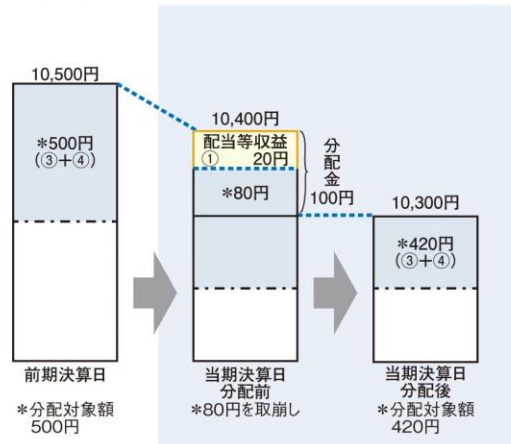 10,500円
*500円
(③+④)
前期決算日
*分配対象額
500円
10,400円
配当等収益
① 20円
*80円
分配金
100円
当期決算日
分配前
*80円を取崩し
10,300円
*420円
(③+④)
当期決算日
分配後
*分配対象額
420円